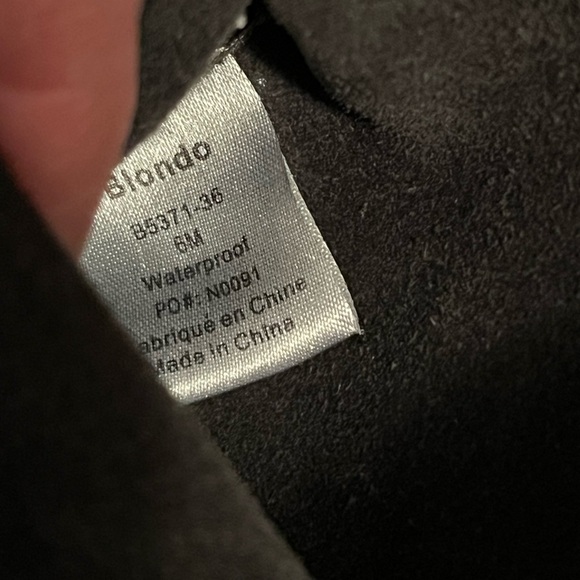 Blondo
B5371-36
6M
Waterproof
PO#: N0091
abriqué en Chine
Made in China